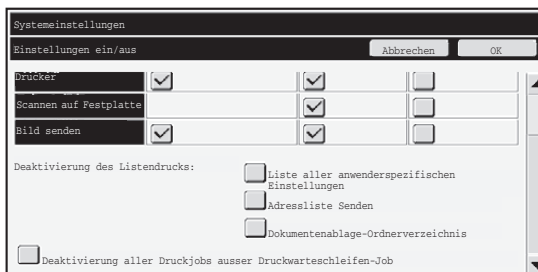 Systemeinstellungen
Einstellungen ein/aus
Abbrechen
OK
Drucker
Scannen auf Festplatte
Bild senden
Deaktivierung des Listendrucks:
Liste aller anwenderspezifischen
Einstellungen
Adressliste Senden
Dokumentenablage-Ordnerverzeichnis
Deaktivierung aller Druckjobs ausser Druckwarteschleifen-Job